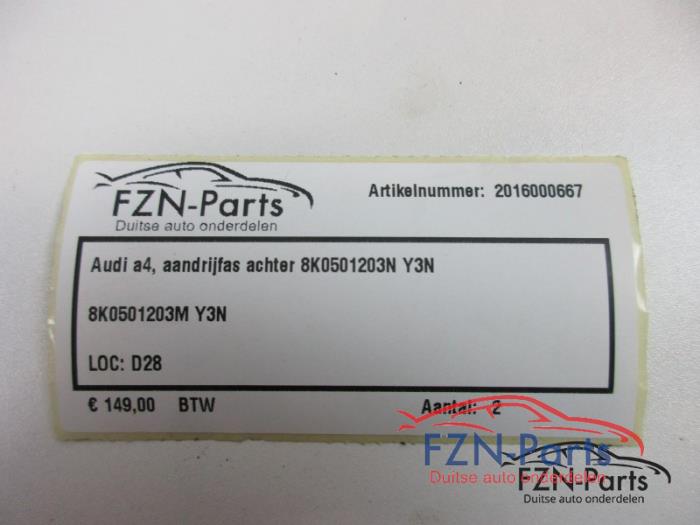 FZN-Parts
Duitse auto onderdelen
Artikelnummer: 2016000667
Audi a4, aandrijfas achter 8K0501203N Y3N
8K0501203M Y3N
LOC: D28
€ 149,00 BTW
Aantal: 2
FZN-Parts
Duitse auto onderdelen
FZN-Parts
Duitse auto onderdelen